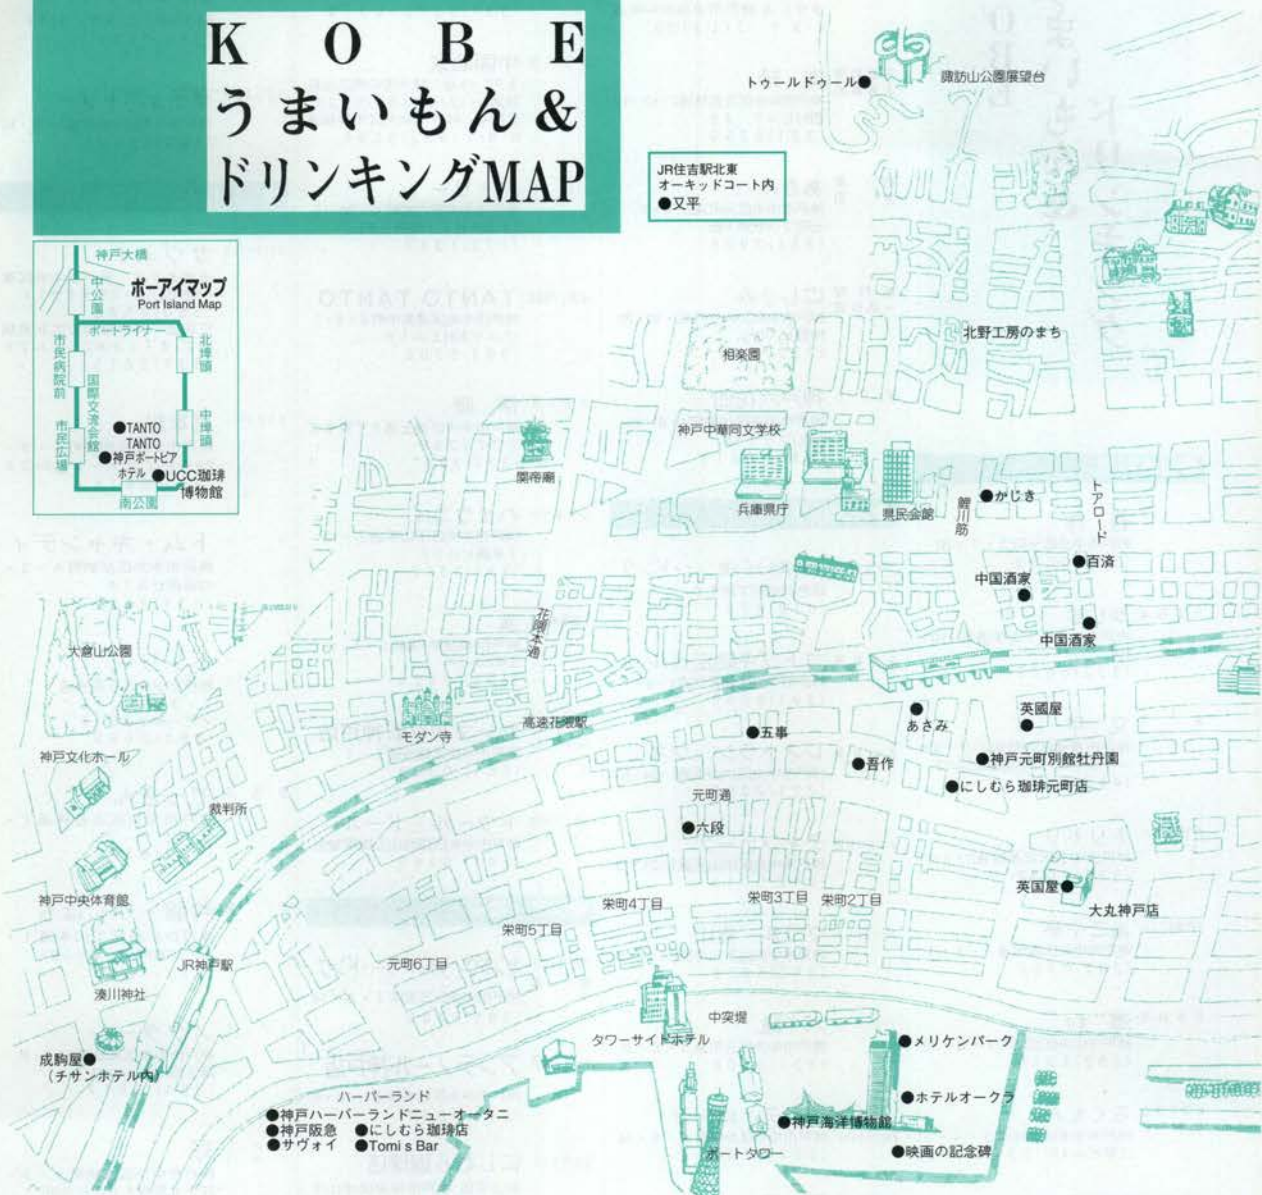 KOBE
うまいもん&
ドリンキングMAP
トゥールドゥール●
諏訪山公園展望台
JR住吉駅北東
オーキッドコート内
●又平
神戸大橋
ポーアイマップ
Port Island Map
中公園
ポートライナー
市民病院前
北埠頭
国際交流会館
中埠頭
市民広場
●TANTO
TANTO
●神戸ポートピア
ホテル
●UCC珈琲
博物館
南公園
北野工房のまち
相楽園
神戸中華同文学校
関帝廟
兵庫県庁
県民会館
鯉川筋
●かじき
トアロード
●百済
中国酒家
●
●
中国酒家
花隈本通
大倉山公園
モダン寺
高速花隈駅
●五事
●
あさみ
英國屋
●
●吾作
●神戸元町別館牡丹園
●にしむら珈琲元町店
神戸文化ホール
裁判所
元町通
●六段
英国屋●
大丸神戸店
神戸中央体育館
栄町4丁目
栄町3丁目
栄町2丁目
栄町5丁目
元町6丁目
JR神戸駅
湊川神社
成駒屋●
(チサンホテル内)
タワーサイドホテル
中突堤
●メリケンパーク
●ホテルオークラ
●神戸海洋博物館
ポートタワー
●映画の記念碑
ハーバーランド
●神戸ハーバーランドニューオータニ
●神戸阪急 ●にしむら珈琲店
●サヴォイ ●Tomi s Bar